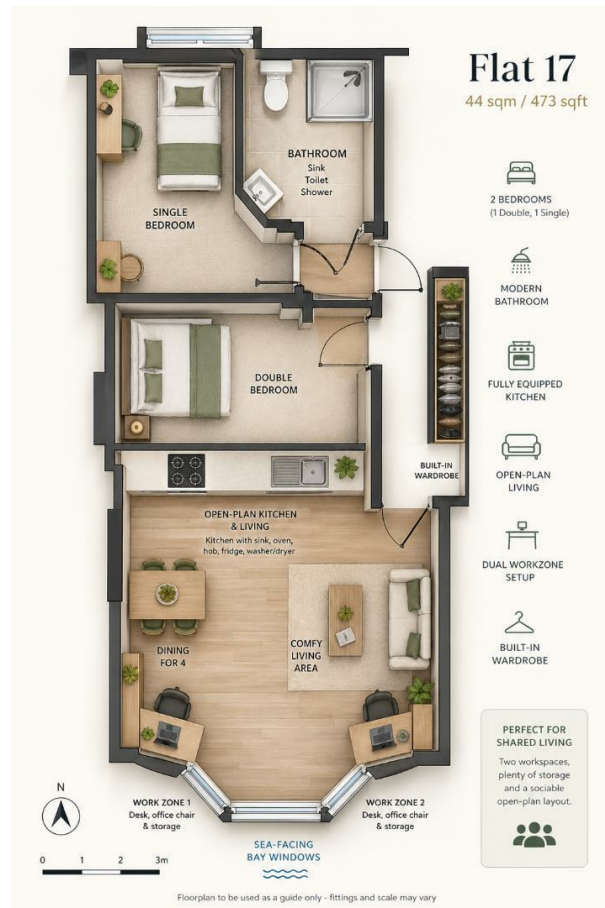 Flat 17
44 sqm / 473 sqft
2 BEDROOMS
(1 Double, 1 Single)
MODERN
BATHROOM
FULLY EQUIPPED
KITCHEN
OPEN-PLAN
LIVING
DUAL WORKZONE
SETUP
BUILT-IN
WARDROBE
PERFECT FOR
SHARED LIVING
Two workspaces,
plenty of storage
and a sociable
open-plan layout.
BATHROOM
Sink
Toilet
Shower
SINGLE
BEDROOM
DOUBLE
BEDROOM
BUILT-IN
WARDROBE
OPEN-PLAN KITCHEN
& LIVING
Kitchen with sink, oven,
hob, fridge, washer/dryer
DINING
FOR 4
COMFY
LIVING
AREA
WORK ZONE 1
Desk, office chair
& storage
WORK ZONE 2
Desk, office chair
& storage
SEA-FACING
BAY WINDOWS
N
0 1 2 3m
Floorplan to be used as a guide only - fittings and scale may vary